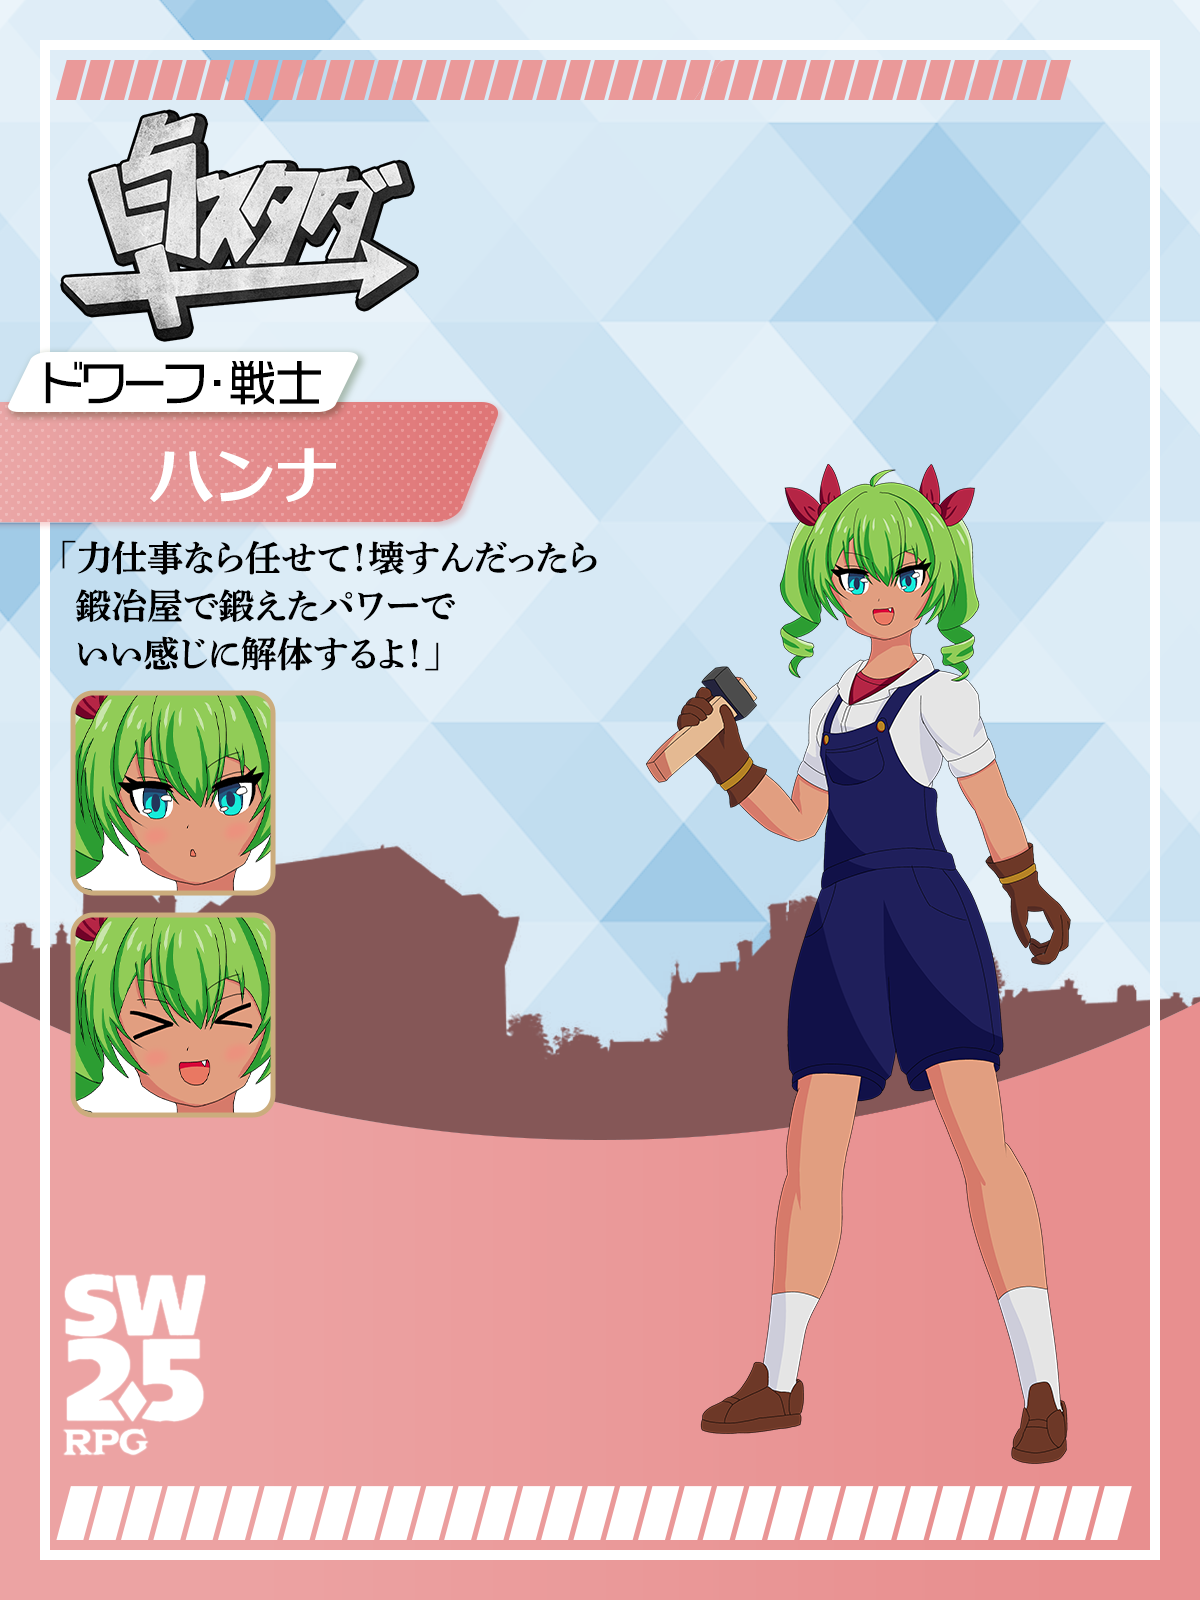 ラスタダ
ドワーフ・戦士
ハンナ
「力仕事なら任せて！壊すんだったら
鍛冶屋で鍛えたパワーで
いい感じに解体するよ！」
SW
2.5
RPG